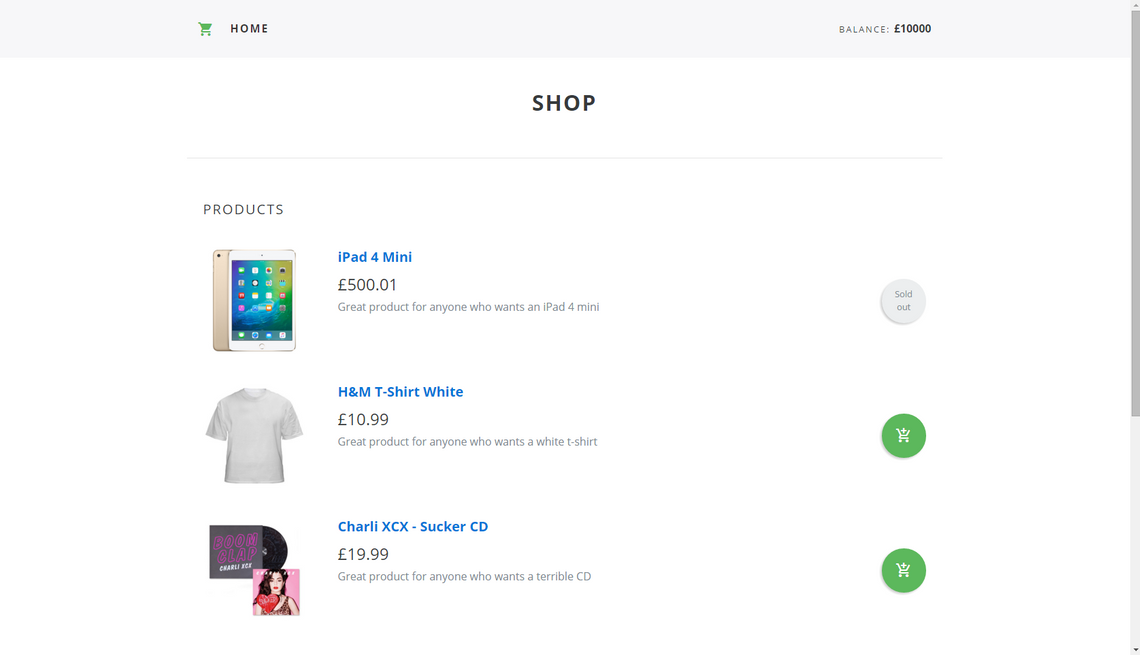 HOME
BALANCE: £10000
SHOP
PRODUCTS
iPad 4 Mini
£500.01
Great product for anyone who wants an iPad 4 mini
Sold
out
H&M T-Shirt White
£10.99
Great product for anyone who wants a white t-shirt
Charli XCX - Sucker CD
£19.99
Great product for anyone who wants a terrible CD
BOOM
CLAP
CHARLI XCX